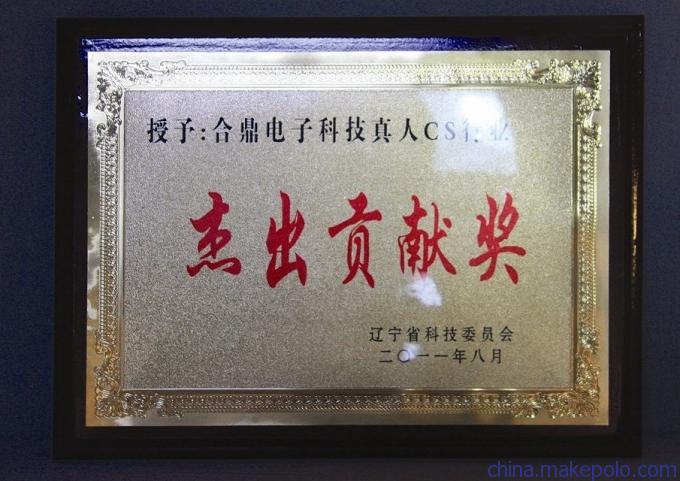 授予:合鼎电子科技真人CS行业
杰出贡献奖
辽宁省科技委员会
二〇一一年八月
china.makepolo.com